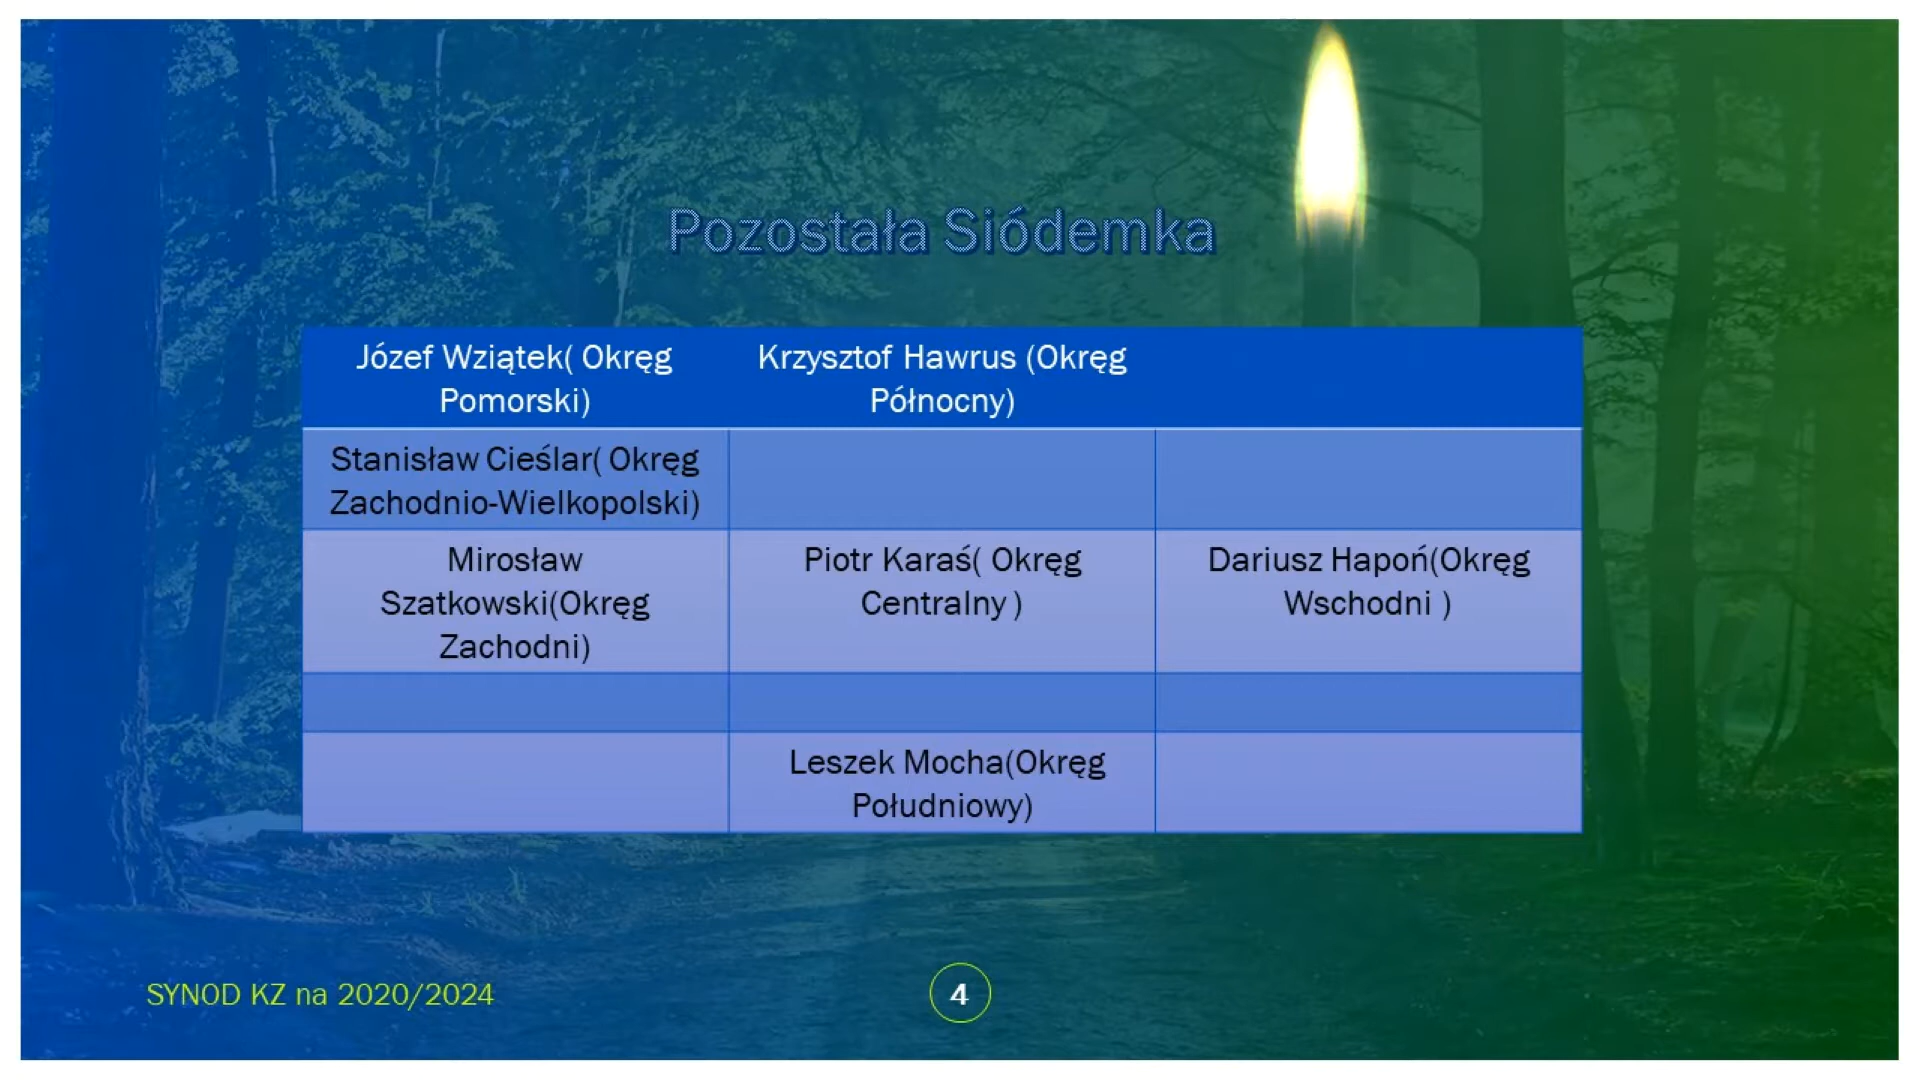 Pozostała Siódemka
Józef Wziątek( Okręg
Pomorski)
Krzysztof Hawrus (Okręg
Północny)
Stanisław Cieślar( Okręg
Zachodnio-Wielkopolski)
Mirosław
Szatkowski(Okręg
Zachodni)
Piotr Karaś( Okręg
Centralny )
Dariusz Hapoń(Okręg
Wschodni )
Leszek Mocha(Okręg
Południowy)
SYNOD KZ na 2020/2024
4